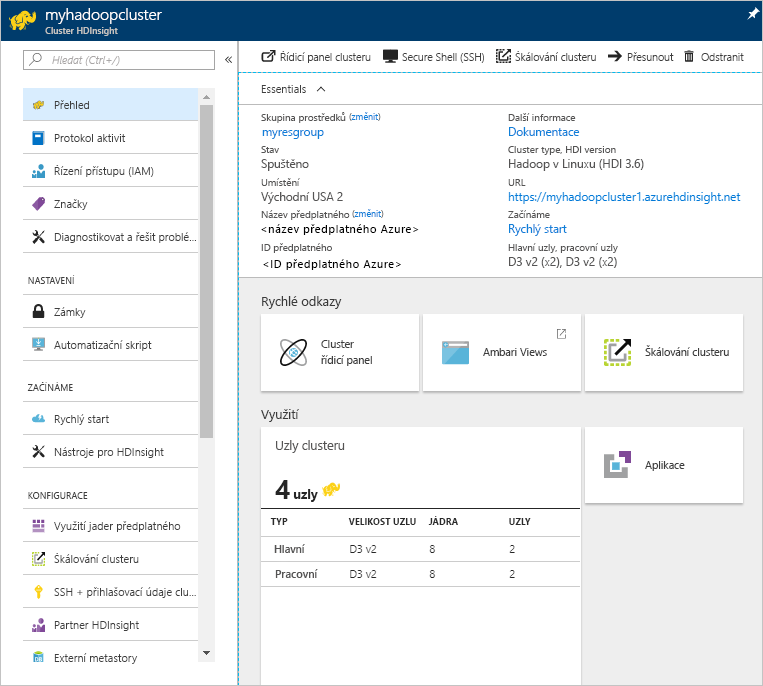 myhadoopcluster
Cluster HDInsight
Hledat (Ctrl+/)
«
Přehled
Protokol aktivit
Řízení přístupu (IAM)
Značky
Diagnostikovat a řešit problé...
NASTAVENÍ
Zámky
Automatizační skript
ZAČÍNÁME
Rychlý start
Nástroje pro HDInsight
KONFIGURACE
Využití jader předplatného
Škálování clusteru
SSH + přihlašovací údaje clu...
Partner HDInsight
Externí metastory
Řídicí panel clusteru
Secure Shell (SSH)
Škálování clusteru
Přesunout
Odstranit
Essentials
Skupina prostředků (změnit)
myresgroup
Stav
Spuštěno
Umístění
Východní USA 2
Název předplatného (změnit)
<název předplatného Azure>
ID předplatného
<ID předplatného Azure>
Další informace
Dokumentace
Cluster type, HDI version
Hadoop v Linuxu (HDI 3.6)
URL
https://myhadoopcluster1.azurehdinsight.net
Začínáme
Rychlý start
Hlavní uzly, pracovní uzly
D3 v2 (x2), D3 v2 (x2)
Rychlé odkazy
Cluster
řídicí panel
Ambari Views
Škálování clusteru
Využití
Uzly clusteru
4 uzly
TYP VELIKOST UZLU JÁDRA UZLY
Hlavní D3 v2 8 2
Pracovní D3 v2 8 2
Aplikace